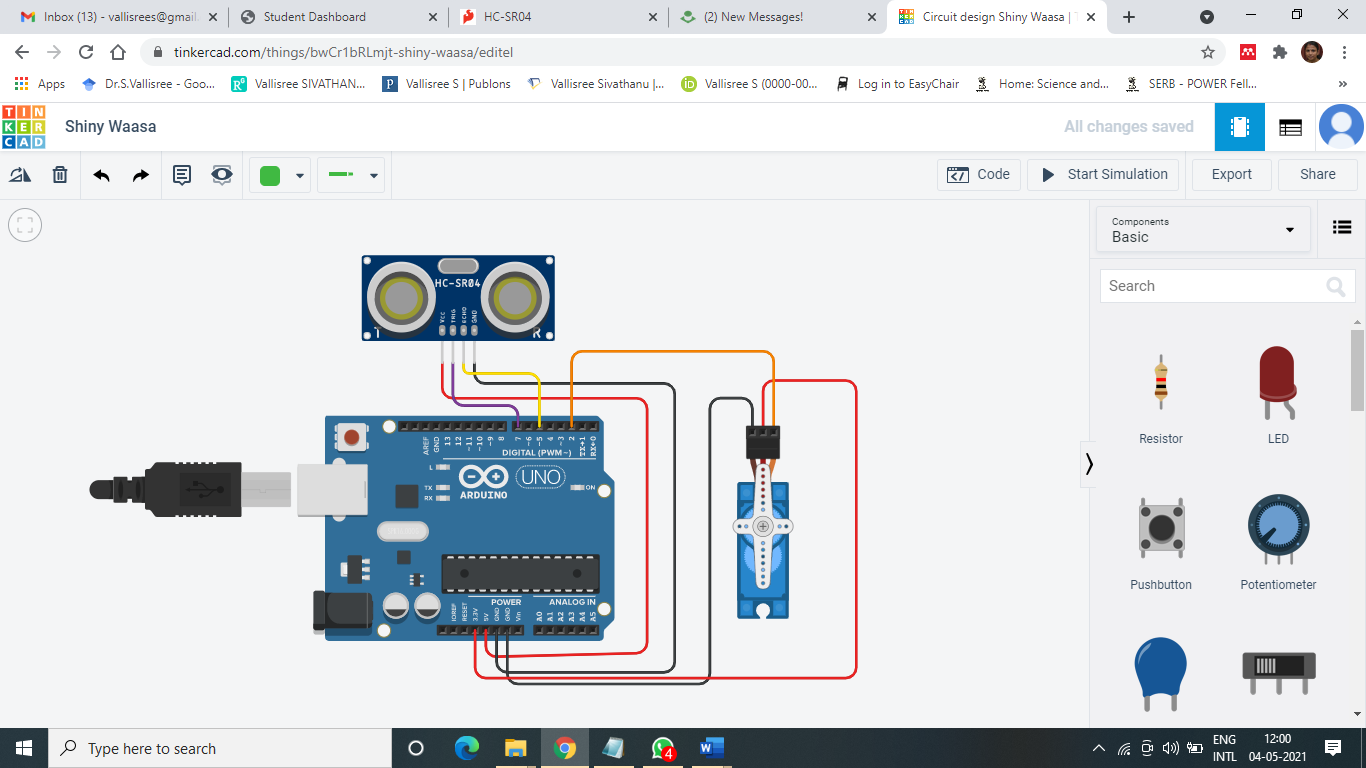 Inbox (13) - vallisrees@gmail.
Student Dashboard
HC-SR04
(2) New Messages!
Circuit design Shiny Waasa | T
tinkercad.com/things/bwCr1bRLmjt-shiny-waasa/editel
Apps
Dr.S.Vallisree - Goo...
Vallisree SIVATHAN...
Vallisree S | Publons
Vallisree Sivathanu |...
Vallisree S (0000-00...
Log in to EasyChair
Home: Science and...
SERB - POWER Fell...
TIN
KER
CAD
Shiny Waasa
All changes saved
Code
Start Simulation
Export
Share
Components
Basic
Search
Resistor
LED
Pushbutton
Potentiometer
HC-SR04
VCC
TRIG
ECHO
GND
T
R
AREF
GND
13
12
~11
~10
~9
8
7
~6
~5
4
~3
2
TX→1
RX←0
DIGITAL (PWM~)
L
TX
RX
ARDUINO
UNO
ON
POWER
ANALOG IN
IOREF
RESET
3.3V
5V
GND
GND
Vin
A0
A1
A2
A3
A4
A5
Type here to search
4
ENG
INTL
12:00
04-05-2021